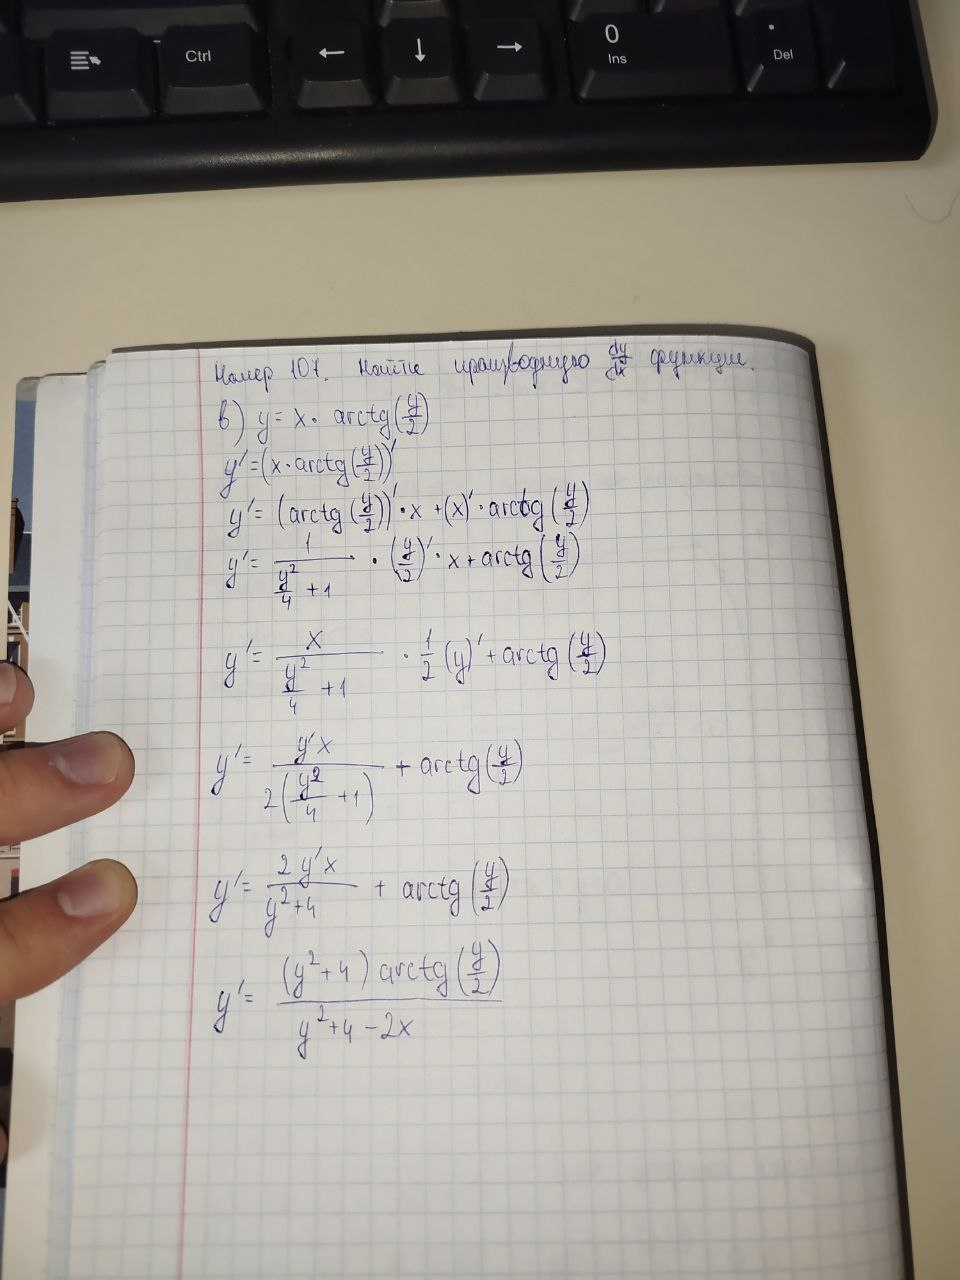 Ctrl
←
↓
→
0
Ins
.
Del
Номер 107. Найти производную dy/dx функции.
в) y = x · arctg(y/2)
y' = (x · arctg(y/2))'
y' = (arctg(y/2))' · x + (x)' · arctg(y/2)
y' = 1/(y²/4 + 1) · (y/2)' · x + arctg(y/2)
y' = x/(y²/4 + 1) · 1/2 (y)' + arctg(y/2)
y' = y'x/(2(y²/4 + 1)) + arctg(y/2)
y' = 2y'x/(y²+4) + arctg(y/2)
y' = (y²+4) arctg(y/2)/(y²+4-2x)